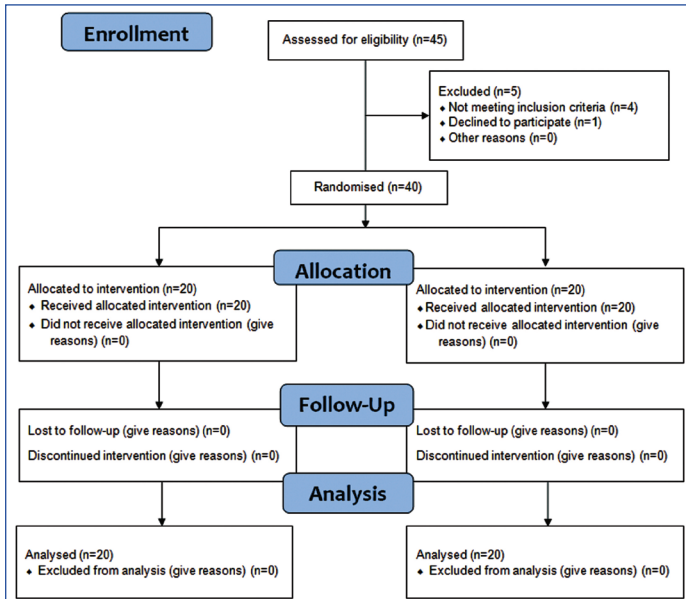 Enrollment
Assessed for eligibility (n=45)
Excluded (n=5)
⬥ Not meeting inclusion criteria (n=4)
⬥ Declined to participate (n=1)
⬥ Other reasons (n=0)
Randomised (n=40)
Allocation
Allocated to intervention (n=20)
⬥ Received allocated intervention (n=20)
⬥ Did not receive allocated intervention (give
reasons) (n=0)
Allocated to intervention (n=20)
⬥ Received allocated intervention (n=20)
⬥ Did not receive allocated intervention (give
reasons) (n=0)
Follow-Up
Lost to follow-up (give reasons) (n=0)
Discontinued intervention (give reasons) (n=0)
Lost to follow-up (give reasons) (n=0)
Discontinued intervention (give reasons) (n=0)
Analysis
Analysed (n=20)
⬥ Excluded from analysis (give reasons) (n=0)
Analysed (n=20)
⬥ Excluded from analysis (give reasons) (n=0)